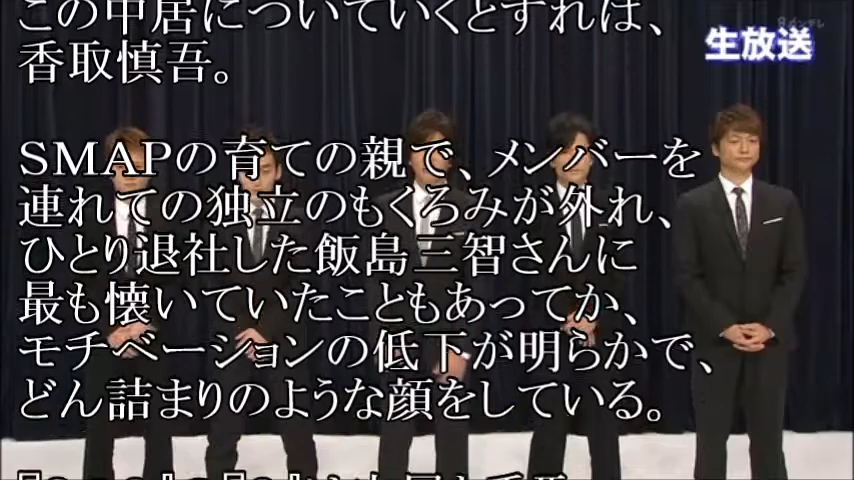 この中居についていくとすれば、
香取慎吾。
生放送
SMAPの育ての親で、メンバーを
連れての独立のもくろみが外れ、
ひとり退社した飯島三智さんに
最も懐いていたこともあってか、
モチベーションの低下が明らかで、
どん詰まりのような顔をしている。